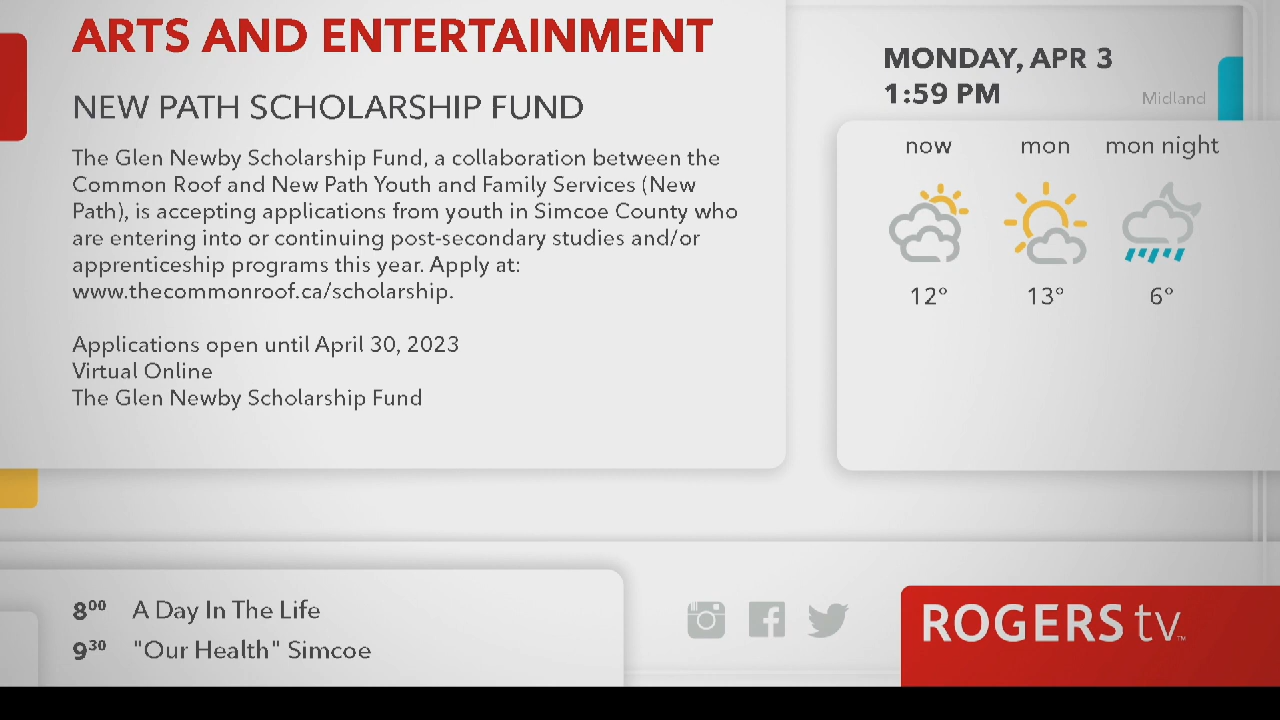 ARTS AND ENTERTAINMENT
NEW PATH SCHOLARSHIP FUND
The Glen Newby Scholarship Fund, a collaboration between the
Common Roof and New Path Youth and Family Services (New
Path), is accepting applications from youth in Simcoe County who
are entering into or continuing post-secondary studies and/or
apprenticeship programs this year. Apply at:
www.thecommonroof.ca/scholarship.
Applications open until April 30, 2023
Virtual Online
The Glen Newby Scholarship Fund
MONDAY, APR 3
1:59 PM
Midland
now mon mon night
12° 13° 6°
8⁰⁰ A Day In The Life
9³⁰ "Our Health" Simcoe
ROGERS tv™